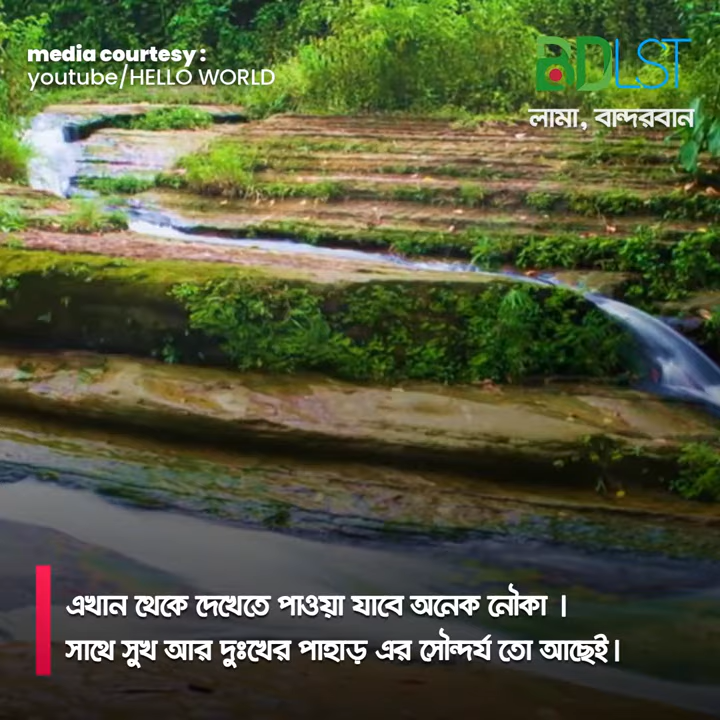 media courtesy :
youtube/HELLO WORLD
BDLST
লামা, বান্দরবান
এখান থেকে দেখেতে পাওয়া যাবে অনেক নৌকা ।
সাথে সুখ আর দুঃখের পাহাড় এর সৌন্দর্য তো আছেই।